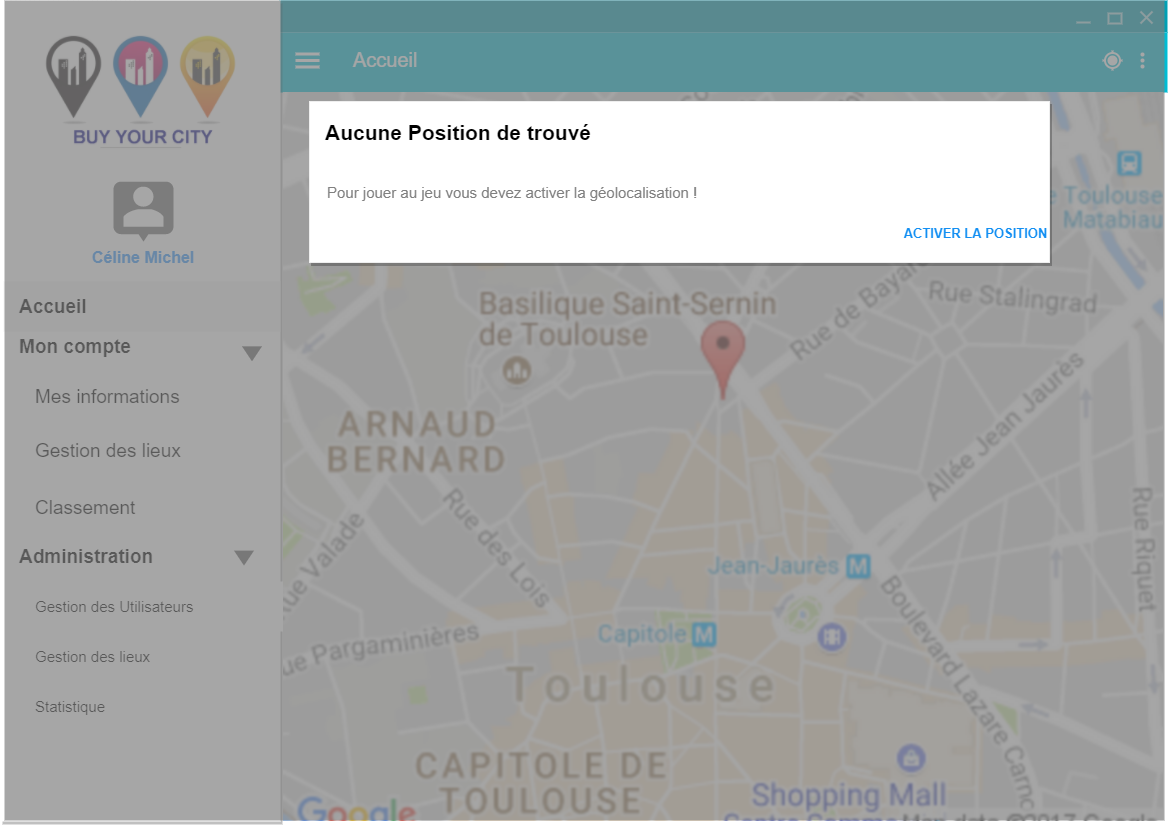 BUY YOUR CITY
Céline Michel
Accueil
Mon compte
Mes informations
Gestion des lieux
Classement
Administration
Gestion des Utilisateurs
Gestion des lieux
Statistique
Accueil
Aucune Position de trouvé
Pour jouer au jeu vous devez activer la géolocalisation !
ACTIVER LA POSITION
Toulouse
Matabiau
Basilique Saint-Sernin
de Toulouse
Rue de Bayard
Rue Stalingrad
ARNAUD
BERNARD
Allée Jean Jaurès
Rue des Lois
Rue Valade
Rue Riquet
Jean-Jaurès M
Capitole M
Boulevard Lazare Carnot
Pargaminières
Toulouse
CAPITOLE DE
TOULOUSE
Shopping Mall
Google
Map data ©2017 Google